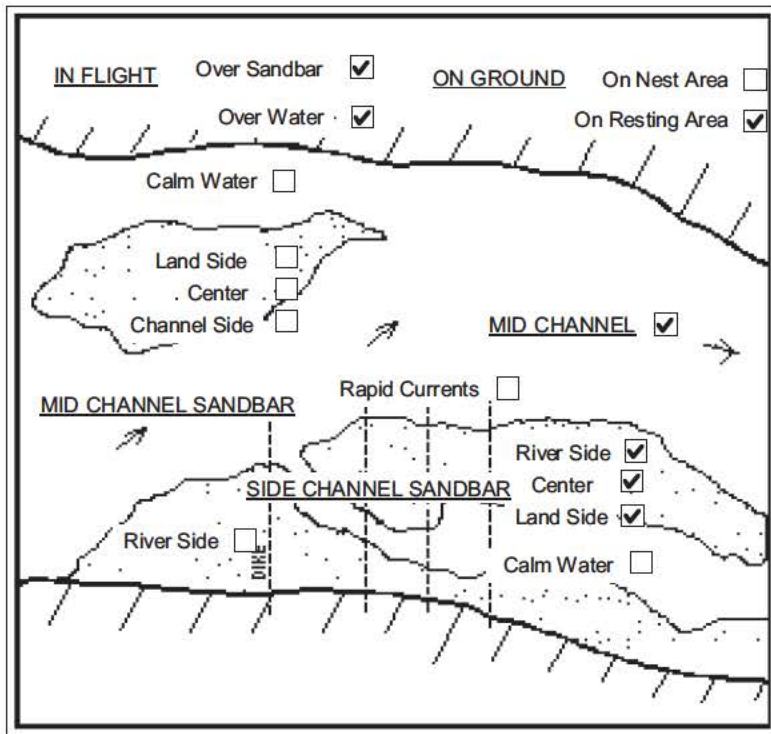 IN FLIGHT Over Sandbar ON GROUND On Nest Area
Over Water On Resting Area
Calm Water
Land Side
Center
Channel Side
MID CHANNEL
Rapid Currents
MID CHANNEL SANDBAR
River Side
SIDE CHANNEL SANDBAR Center
Land Side
River Side
DIKE
Calm Water